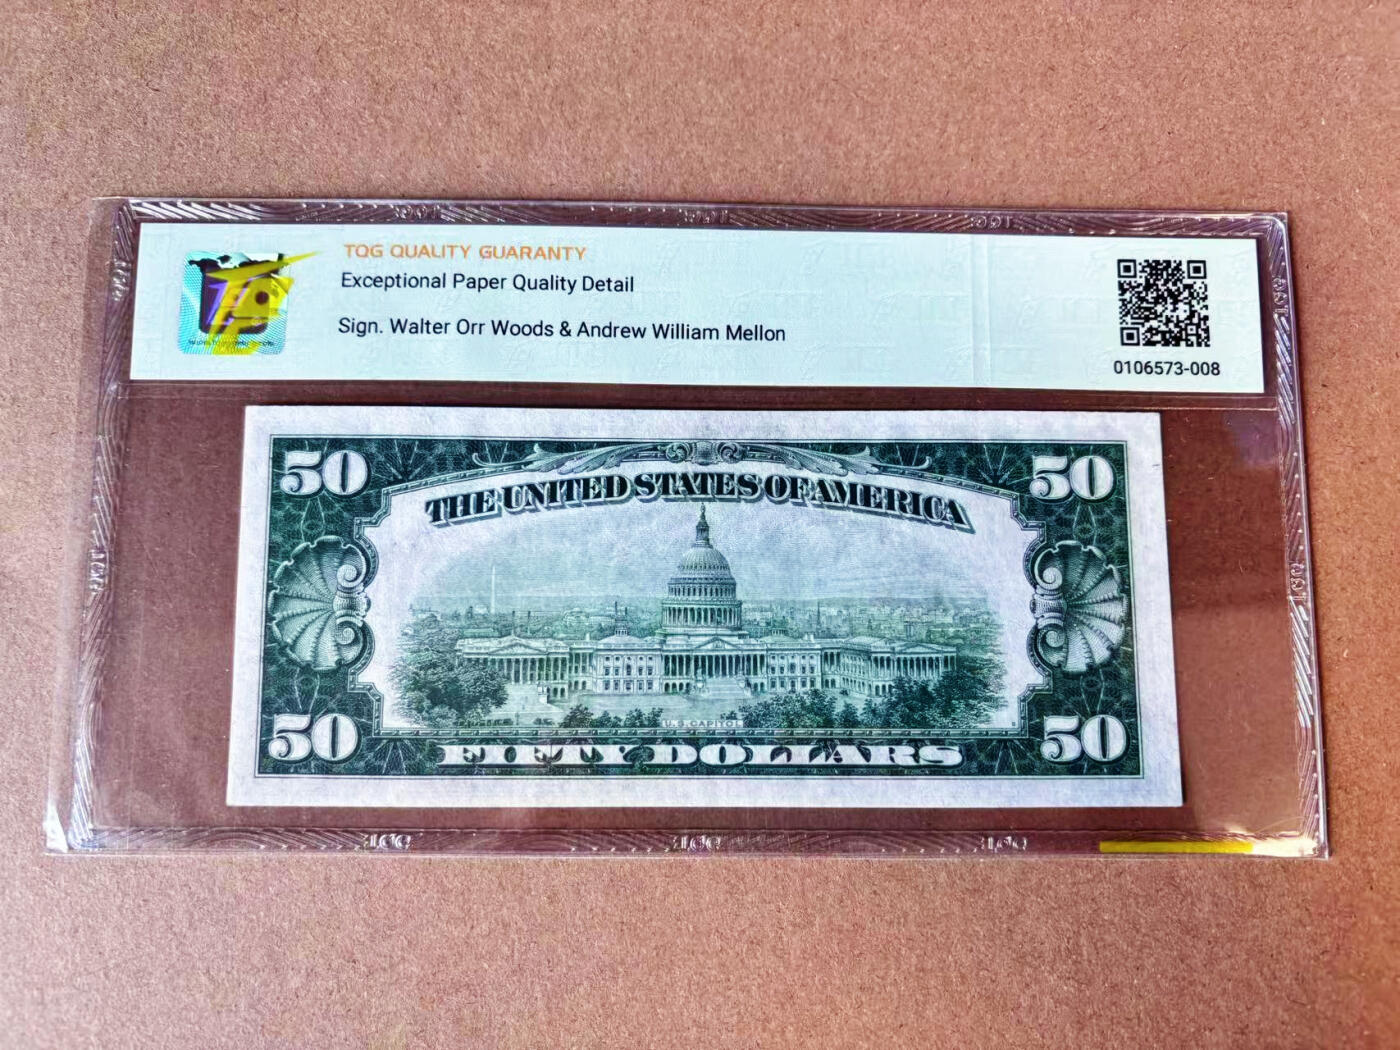 TQG QUALITY GUARANTY
Exceptional Paper Quality Detail
Sign. Walter Orr Woods & Andrew William Mellon
0106573-008
50
50
THE UNITED STATES OF AMERICA
U.S. CAPITOL
50
50
FIFTY DOLLARS